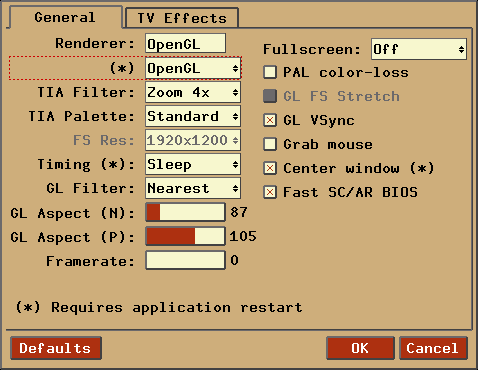 General TV Effects
Renderer: OpenGL
(*) OpenGL
TIA Filter: Zoom 4x
TIA Palette: Standard
FS Res: 1920x1200
Timing (*): Sleep
GL Filter: Nearest
GL Aspect (N): 87
GL Aspect (P): 105
Framerate: 0
Fullscreen: Off
PAL color-loss
GL FS Stretch
GL VSync
Grab mouse
Center window (*)
Fast SC/AR BIOS
(*) Requires application restart
Defaults OK Cancel